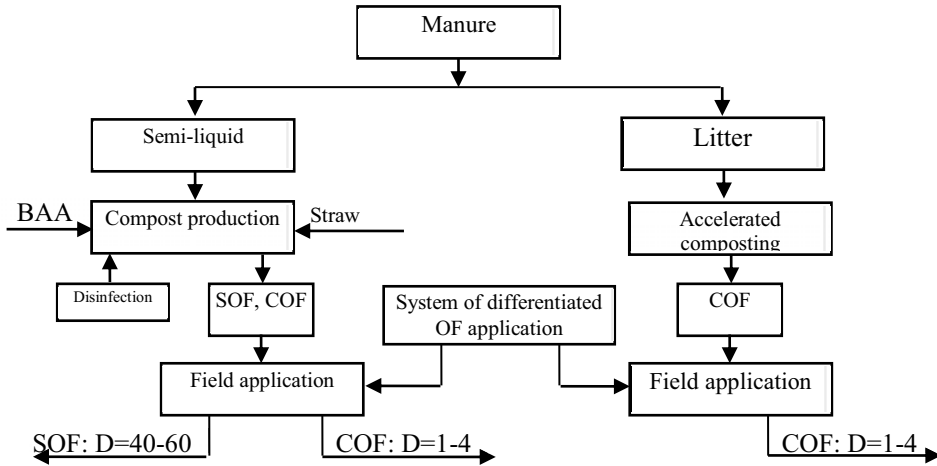 Manure
Semi-liquid
Litter
BAA
Compost production
Straw
Accelerated
composting
Disinfection
SOF, COF
System of differentiated
OF application
COF
Field application
Field application
SOF: D=40-60
COF: D=1-4
COF: D=1-4